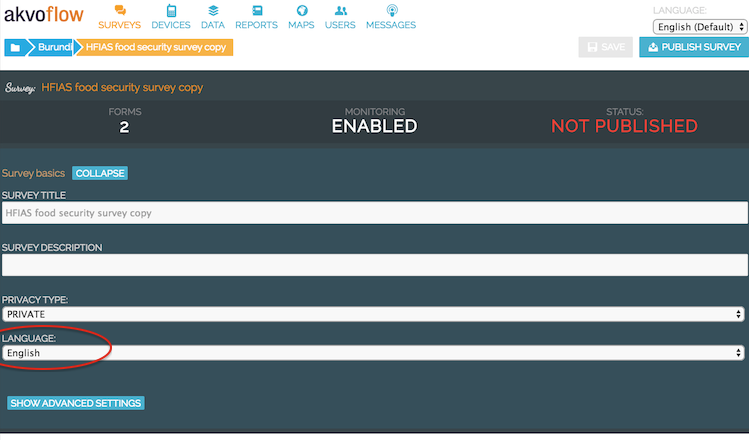 akvoflow
SURVEYS DEVICES DATA REPORTS MAPS USERS MESSAGES
LANGUAGE:
English (Default)
Burundi HFIAS food security survey copy
SAVE PUBLISH SURVEY
Survey: HFIAS food security survey copy
FORMS MONITORING STATUS:
2 ENABLED NOT PUBLISHED
Survey basics COLLAPSE
SURVEY TITLE
HFIAS food security survey copy
SURVEY DESCRIPTION
PRIVACY TYPE:
PRIVATE
LANGUAGE:
English
SHOW ADVANCED SETTINGS